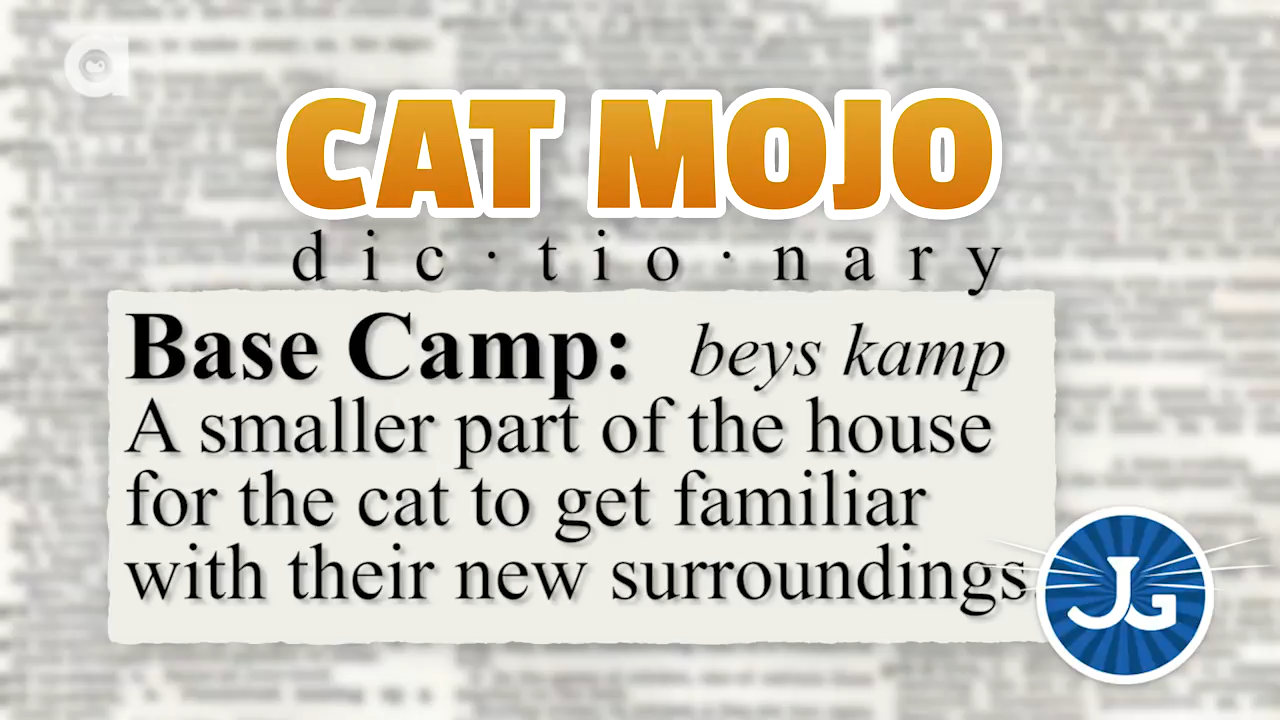 a
CAT MOJO
dic·tio·nary
Base Camp: beys kamp
A smaller part of the house
for the cat to get familiar
with their new surroundings
JG